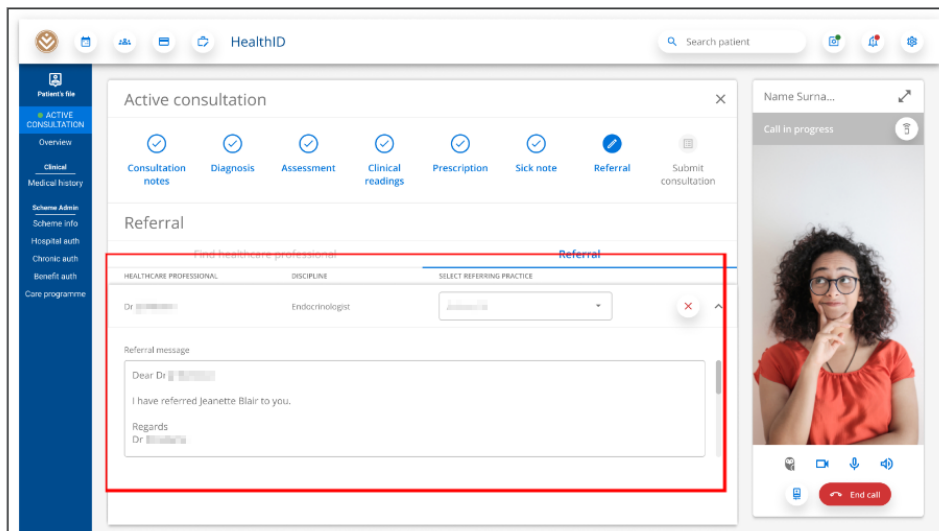 HealthID
Search patient
Patient's file
ACTIVE
CONSULTATION
Overview
Clinical
Medical history
Scheme Admin
Scheme info
Hospital auth
Chronic auth
Benefit auth
Care programme
Active consultation
Consultation
notes
Diagnosis
Assessment
Clinical
readings
Prescription
Sick note
Referral
Submit
consultation
Referral
Find healthcare professional
Referral
HEALTHCARE PROFESSIONAL
DISCIPLINE
SELECT REFERRING PRACTICE
Dr
Endocrinologist
Referral message
Dear Dr
I have referred Jeanette Blair to you.
Regards
Dr
Name Surna...
Call in progress
End call